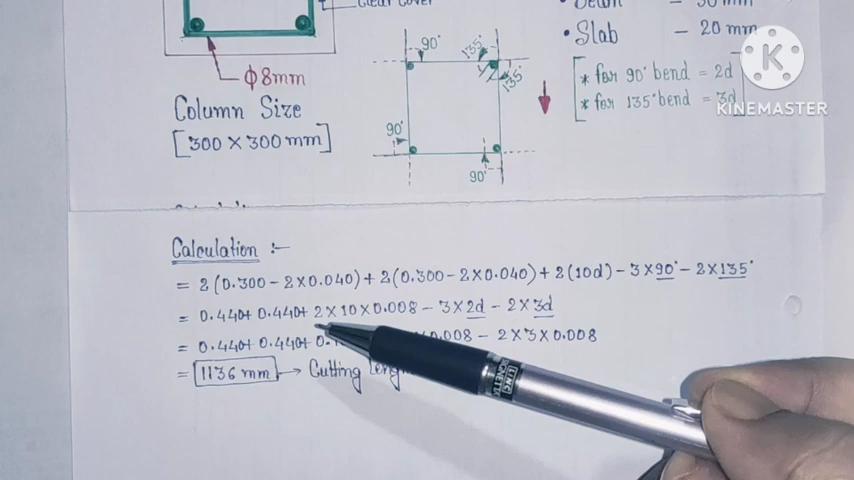 Clear Cover
• Beam – 30 mm
• Slab – 20 mm
* for 90° bend = 2d
* for 135° bend = 3d
KINEMASTER
90°
135°
135°
90°
90°
Φ8mm
Column Size
[300 × 300 mm]
Calculation :-
= 2(0.300 - 2×0.040) + 2(0.300 - 2×0.040) + 2(10d) - 3×90° - 2×135°
= 0.440+ 0.440+ 2×10×0.008 - 3×2d - 2×3d
= 0.440+ 0.440+ ×0.008 - 2×3×0.008
= 1136 mm → Cutting